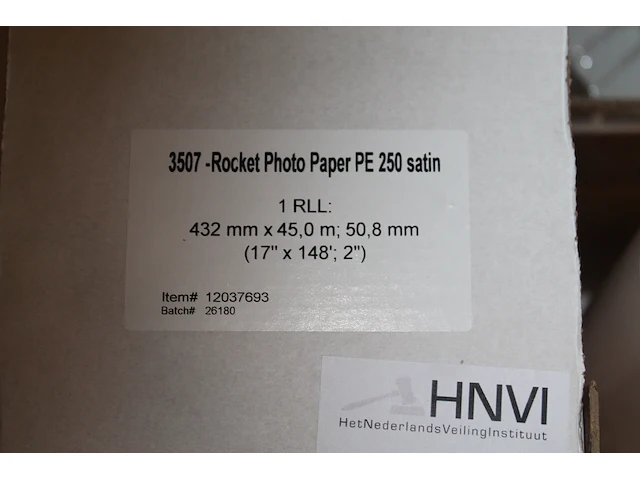 3507 -Rocket Photo Paper PE 250 satin
1 RLL:
432 mm x 45,0 m; 50,8 mm
(17" x 148'; 2")
Item# 12037693
Batch# 26180
HNVI
HetNederlandsVeilingInstituut